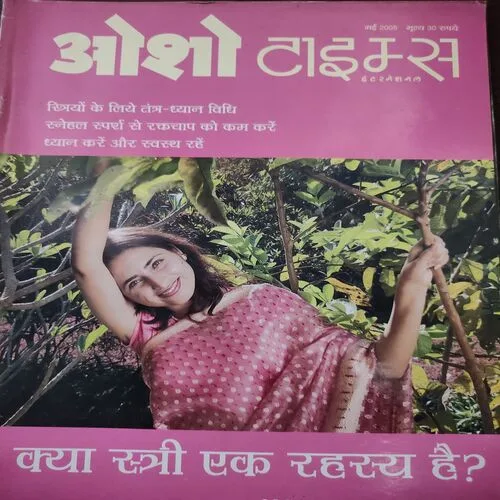 मई 2005 मूल्य 30 रुपये
ओशो टाइम्स
इंटरनेशनल
स्त्रियों के लिये तंत्र-ध्यान विधि
स्नेहल स्पर्श से रक्तचाप को कम करें
ध्यान करें और स्वस्थ रहें
क्या स्त्री एक रहस्य है?